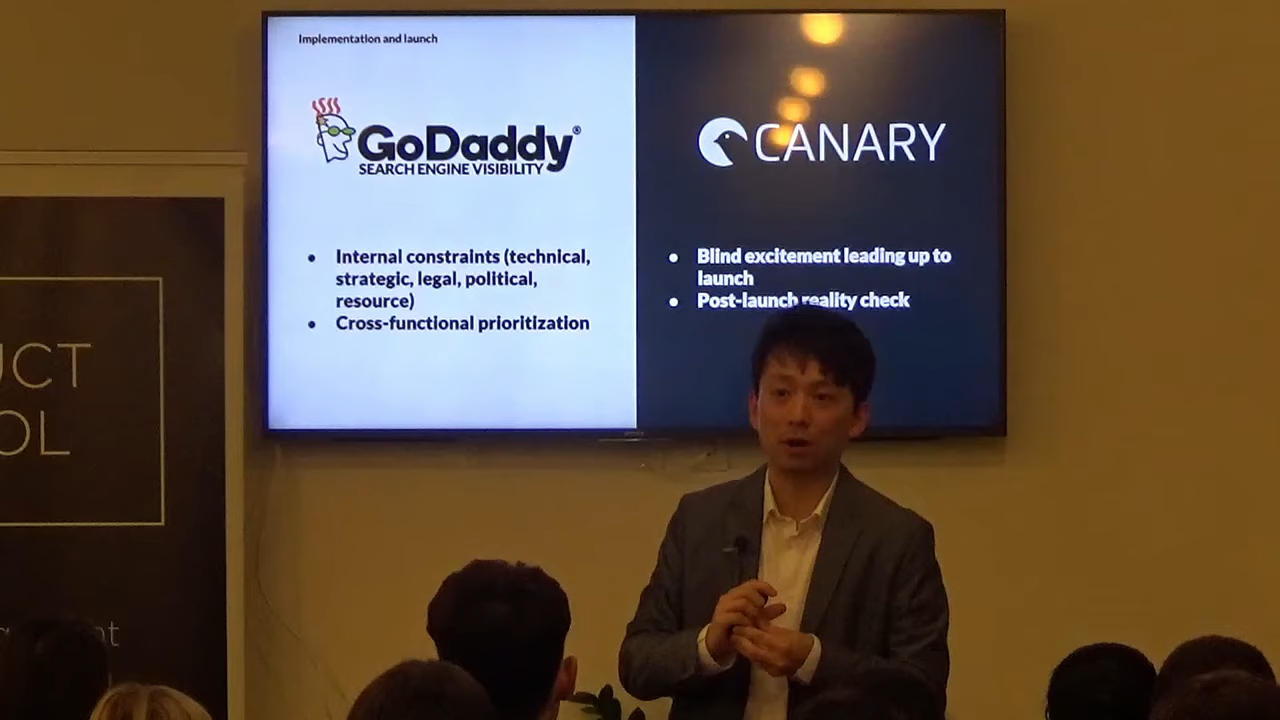 Implementation and launch
GoDaddy®
SEARCH ENGINE VISIBILITY
• Internal constraints (technical,
strategic, legal, political,
resource)
• Cross-functional prioritization
CANARY
• Blind excitement leading up to
launch
• Post-launch reality check
UCT
OL